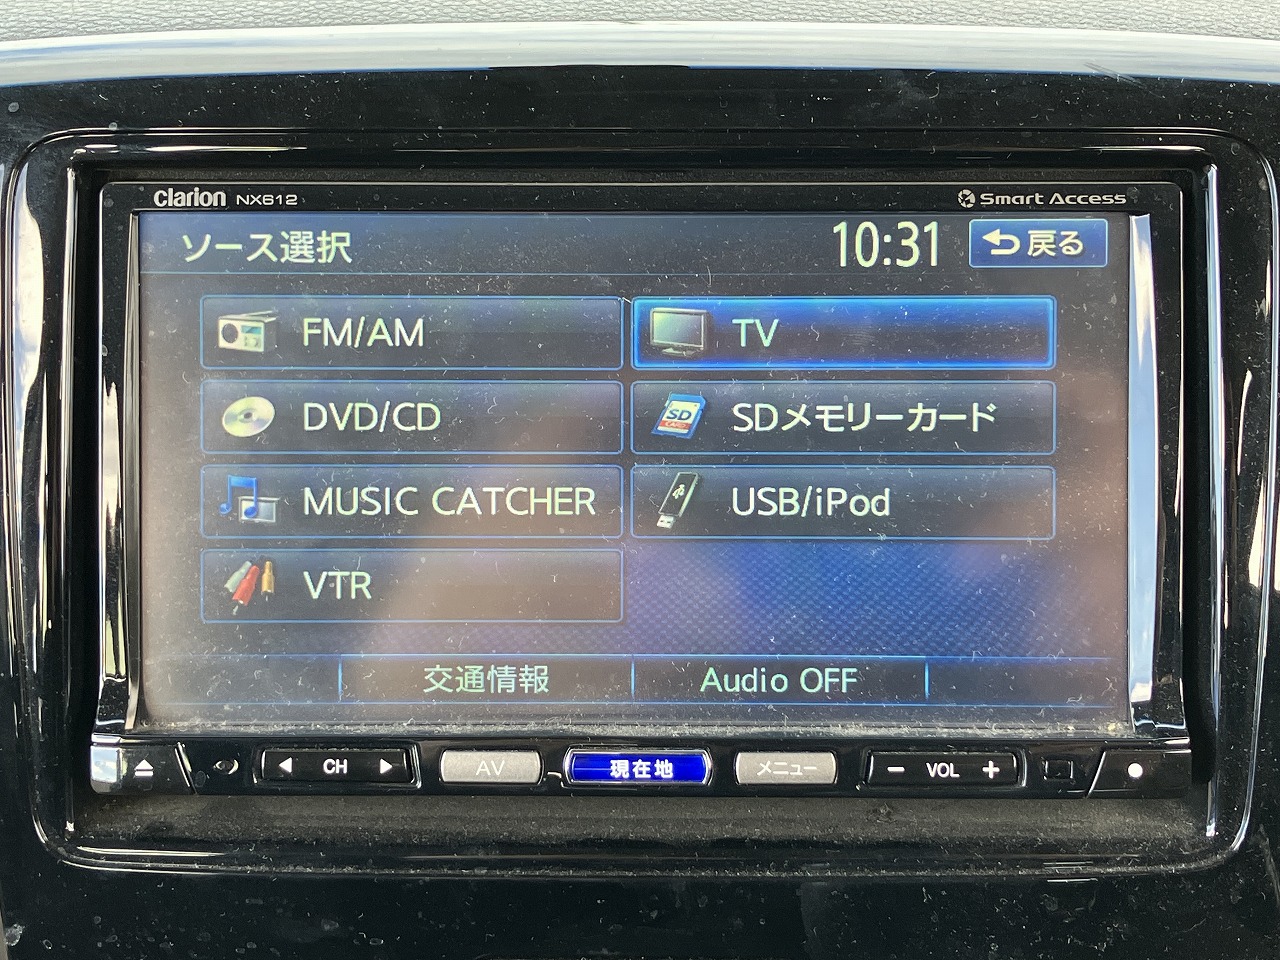 clarion NX612
Smart Access
ソース選択
10:31
戻る
FM/AM
TV
DVD/CD
SD
CARD
SDメモリーカード
MUSIC CATCHER
USB/iPod
VTR
交通情報
Audio OFF
CH
AV
現在地
メニュー
− VOL +